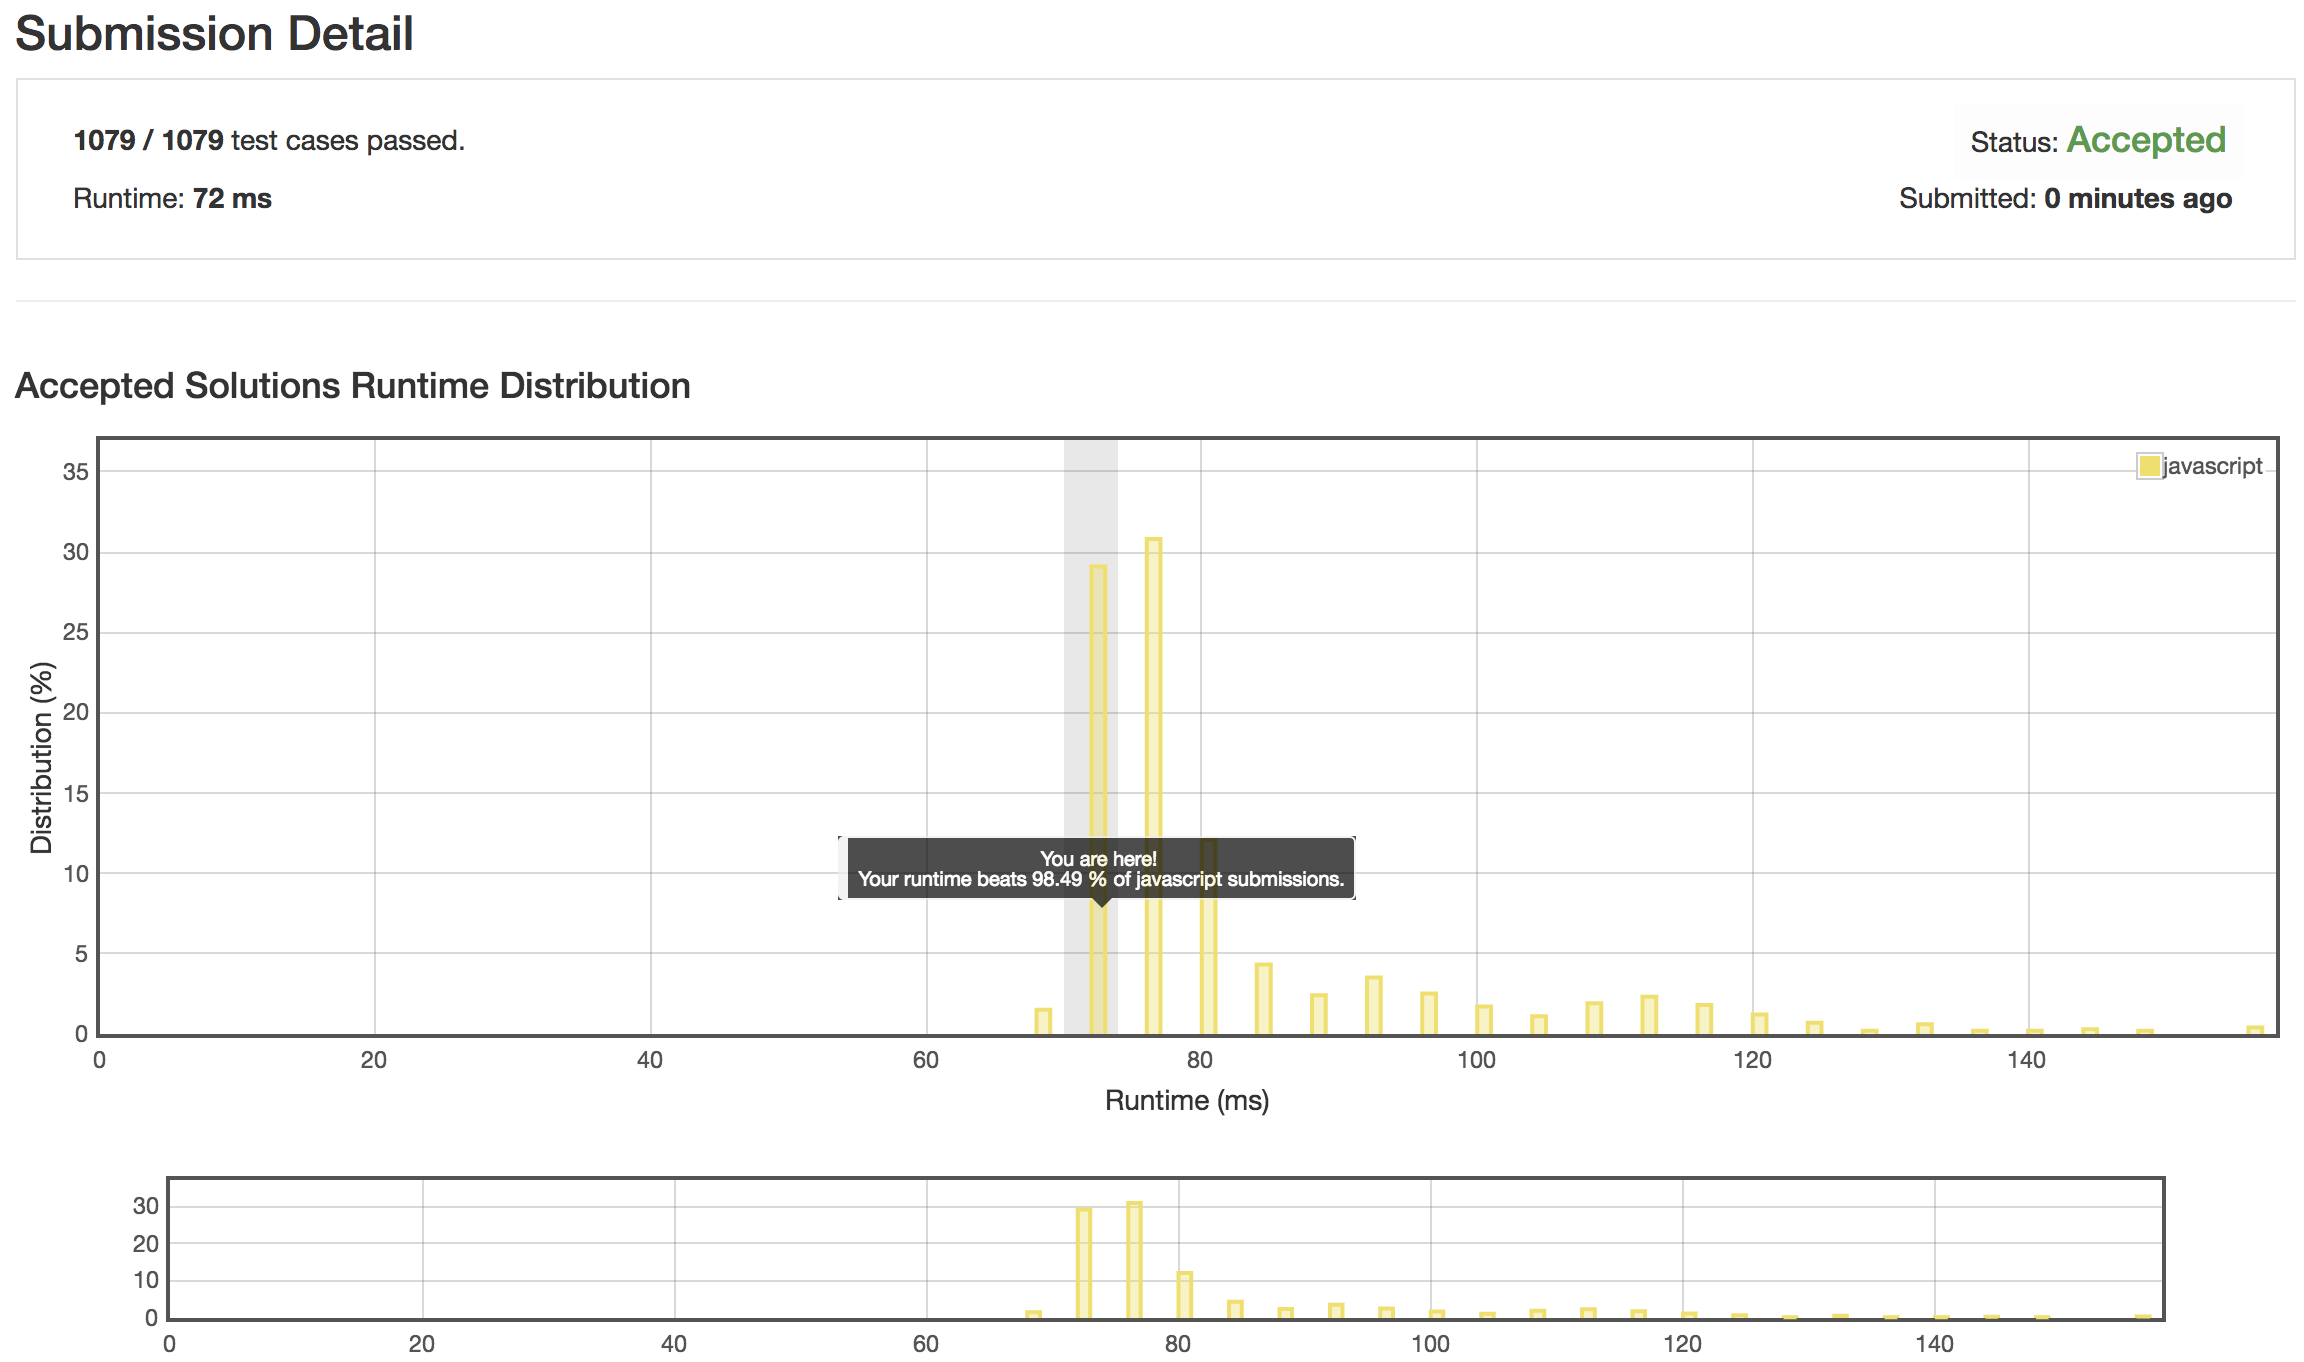 Submission Detail
1079 / 1079 test cases passed.
Status: Accepted
Runtime: 72 ms
Submitted: 0 minutes ago
Accepted Solutions Runtime Distribution
javascript
35
30
25
20
15
10
5
0
Distribution (%)
You are here!
Your runtime beats 98.49 % of javascript submissions.
0 20 40 60 80 100 120 140
Runtime (ms)
30
20
10
0
0 20 40 60 80 100 120 140